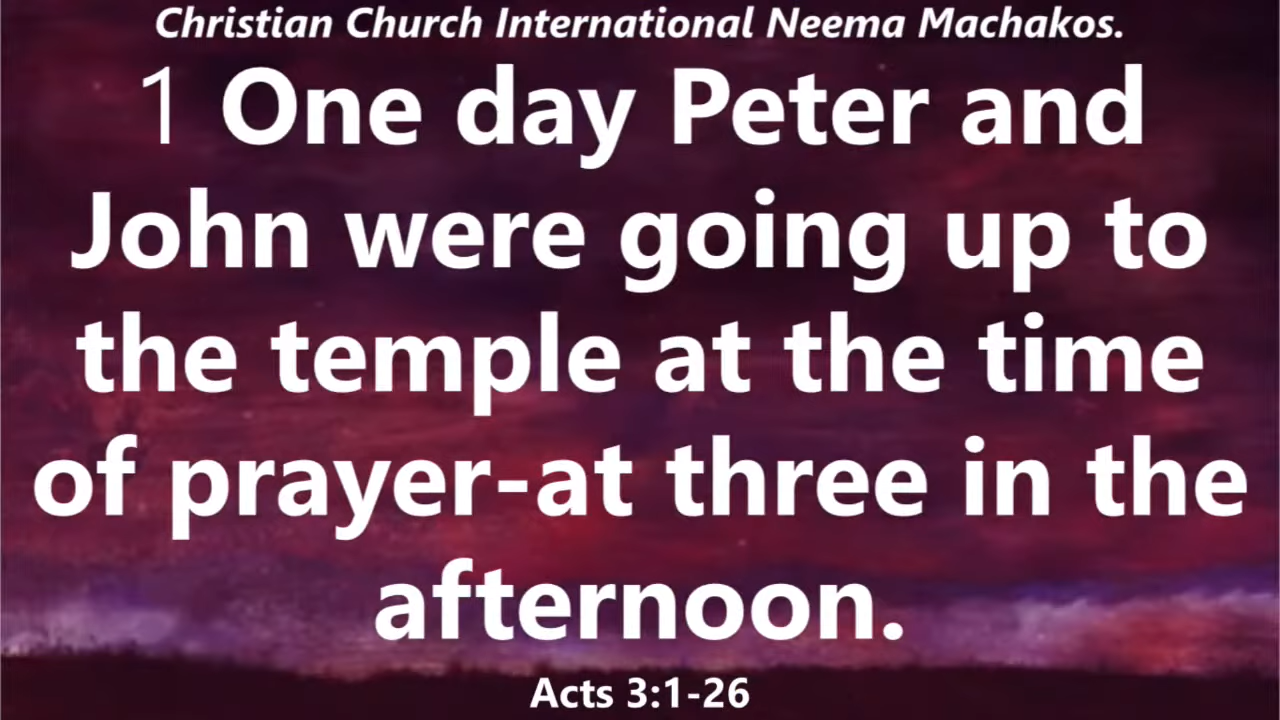 Christian Church International Neema Machakos.
1 One day Peter and
John were going up to
the temple at the time
of prayer-at three in the
afternoon.
Acts 3:1-26